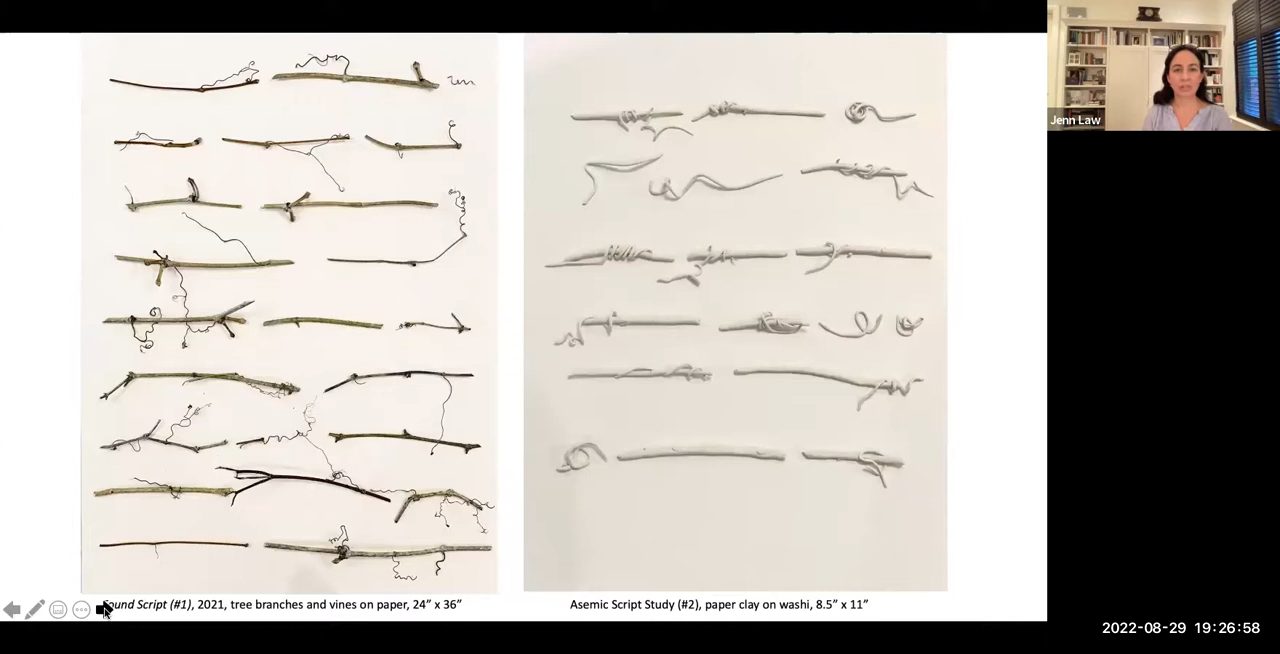 Jenn Law
ound Script (#1), 2021, tree branches and vines on paper, 24” x 36”
Asemic Script Study (#2), paper clay on washi, 8.5” x 11”
2022-08-29 19:26:58